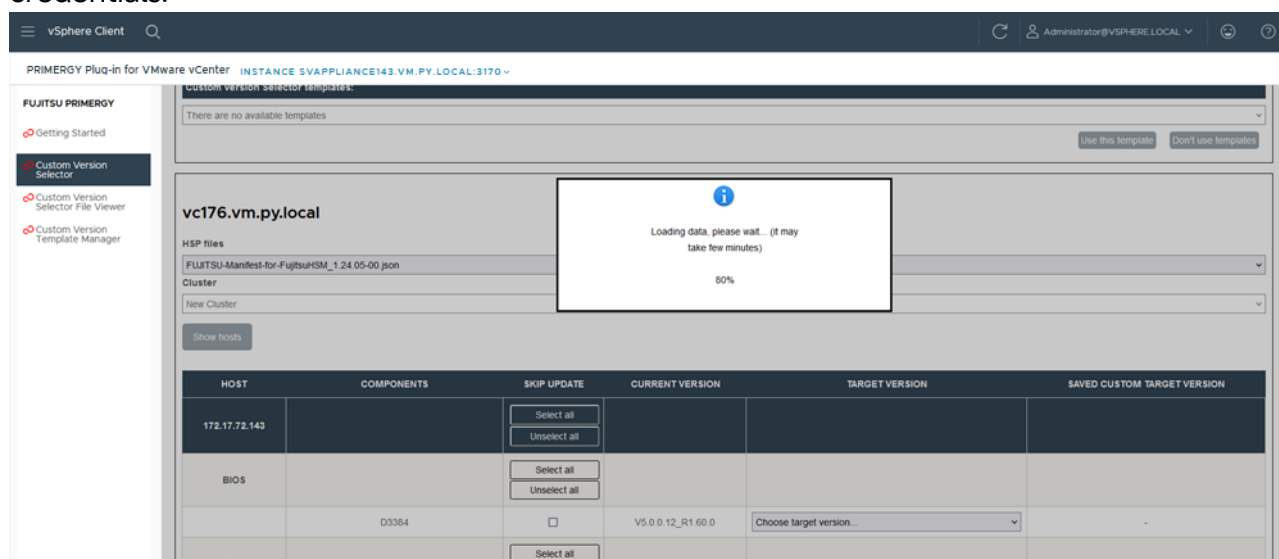 credentials.
vSphere Client
Administrator@VSPHERE.LOCAL
PRIMERGY Plug-in for VMware vCenter INSTANCE SVAPPLIANCE143.VM.PY.LOCAL:3170
FUJITSU PRIMERGY
Getting Started
Custom Version
Selector
Custom Version
Selector File Viewer
Custom Version
Template Manager
Custom Version Selector templates:
There are no available templates
Use this template Don't use templates
vc176.vm.py.local
HSP files
FUJITSU-Manifest-for-FujitsuHSM_1.24.05-00.json
Cluster
New Cluster
Show hosts
Loading data, please wait... (it may
take few minutes)
80%
HOST COMPONENTS SKIP UPDATE CURRENT VERSION TARGET VERSION SAVED CUSTOM TARGET VERSION
172.17.72.143
Select all
Unselect all
BIOS
Select all
Unselect all
D3384 V5.0.0.12_R1.60.0 Choose target version... -
Select all